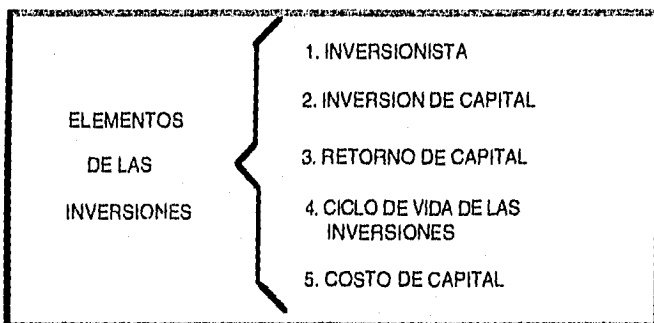 ELEMENTOS
DE LAS
INVERSIONES
1. INVERSIONISTA
2. INVERSION DE CAPITAL
3. RETORNO DE CAPITAL
4. CICLO DE VIDA DE LAS
INVERSIONES
5. COSTO DE CAPITAL